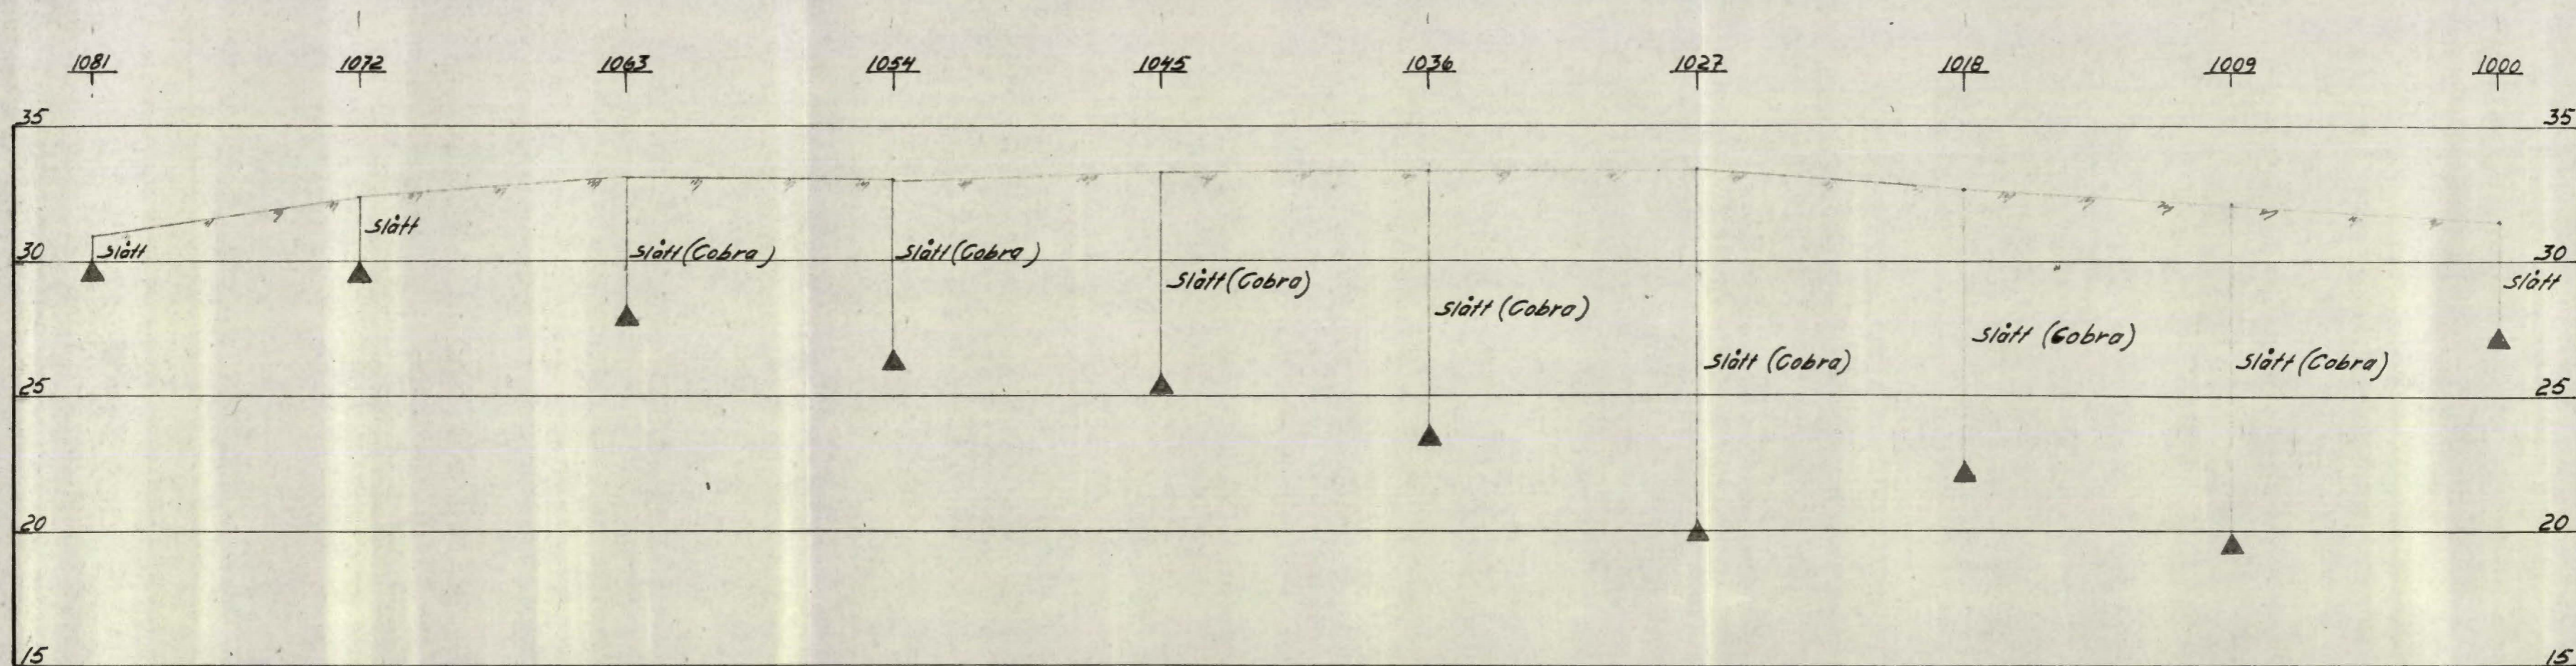 1081 1072 1063 1054 1045 1036 1027 1018 1009 1000
35 35
Slått
Slått
30 Slått (Cobra) Slått (Cobra) 30
Slått (Cobra) Slått
Slått (Cobra)
Slått (Cobra)
Slått (Cobra) Slått (Cobra)
25 25
20 20
15 15